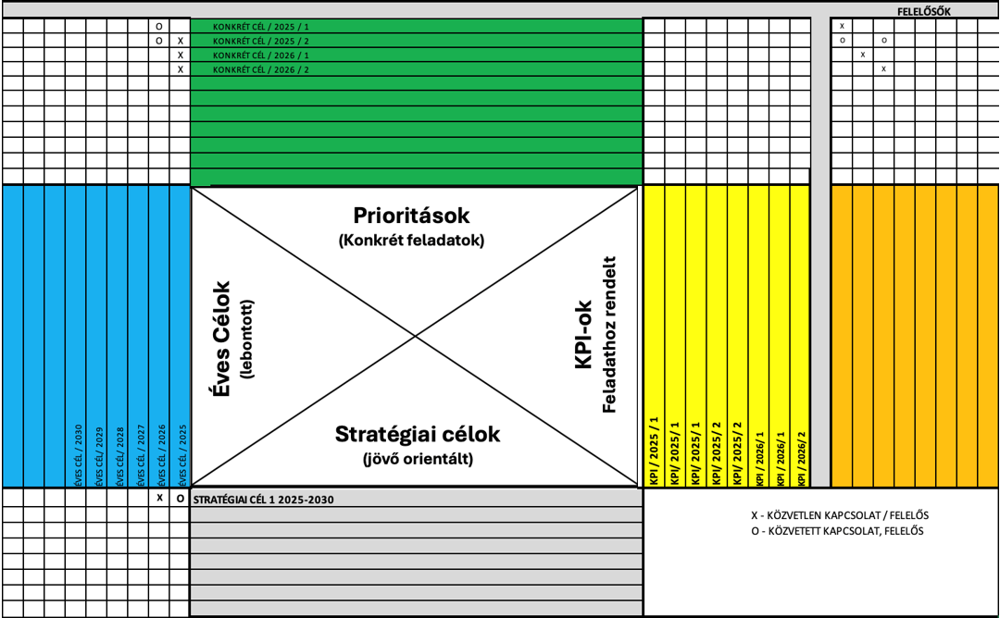 FELELŐSÖK
O KONKRÉT CÉL / 2025 / 1 X
O X KONKRÉT CÉL / 2025 / 2 O O
X KONKRÉT CÉL / 2026 / 1 X
X KONKRÉT CÉL / 2026 / 2 X
Prioritások
(Konkrét feladatok)
Éves Célok
(lebontott)
KPI-ok
Feladathoz rendelt
Stratégiai célok
(jövő orientált)
ÉVES CÉL / 2030
ÉVES CÉL/ 2029
ÉVES CÉL/ 2028
ÉVES CÉL / 2027
ÉVES CÉL / 2026
ÉVES CÉL / 2025
KPI / 2025 / 1
KPI/ 2025/ 1
KPI / 2025/ 1
KPI / 2025/ 2
KPI / 2025/ 2
KPI / 2026/ 1
KPI / 2026/ 1
KPI / 2026/ 2
X O STRATÉGIAI CÉL 1 2025-2030
X - KÖZVETLEN KAPCSOLAT / FELELŐS
O - KÖZVETETT KAPCSOLAT, FELELŐS